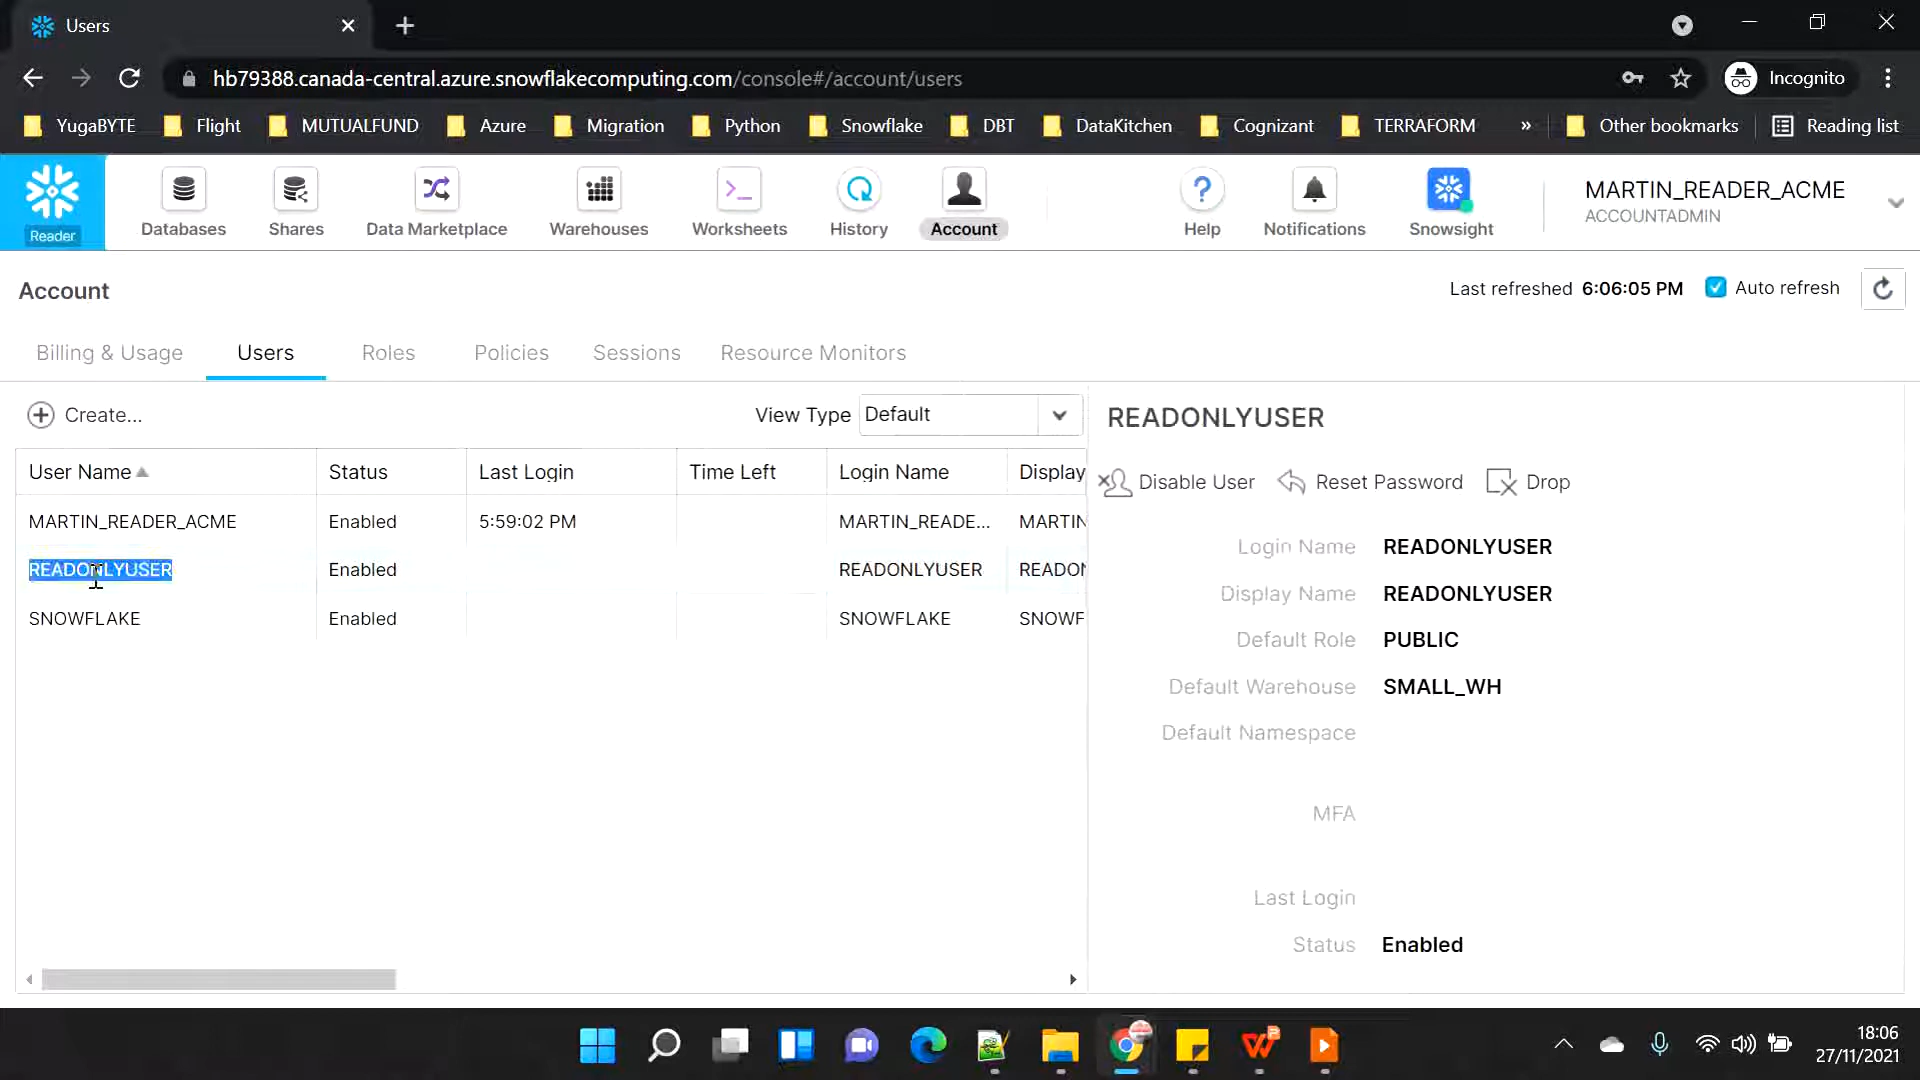 Users
hb79388.canada-central.azure.snowflakecomputing.com/console#/account/users
Incognito
YugaBYTE Flight MUTUALFUND Azure Migration Python Snowflake DBT DataKitchen Cognizant TERRAFORM » Other bookmarks Reading list
Reader
Databases Shares Data Marketplace Warehouses Worksheets History Account Help Notifications Snowsight
MARTIN_READER_ACME
ACCOUNTADMIN
Account
Last refreshed 6:06:05 PM Auto refresh
Billing & Usage Users Roles Policies Sessions Resource Monitors
Create...
View Type Default
User Name Status Last Login Time Left Login Name Display
MARTIN_READER_ACME Enabled 5:59:02 PM MARTIN_READE... MARTIN
READONLYUSER Enabled READONLYUSER READON
SNOWFLAKE Enabled SNOWFLAKE SNOWF
READONLYUSER
Disable User Reset Password Drop
Login Name READONLYUSER
Display Name READONLYUSER
Default Role PUBLIC
Default Warehouse SMALL_WH
Default Namespace
MFA
Last Login
Status Enabled
18:06
27/11/2021